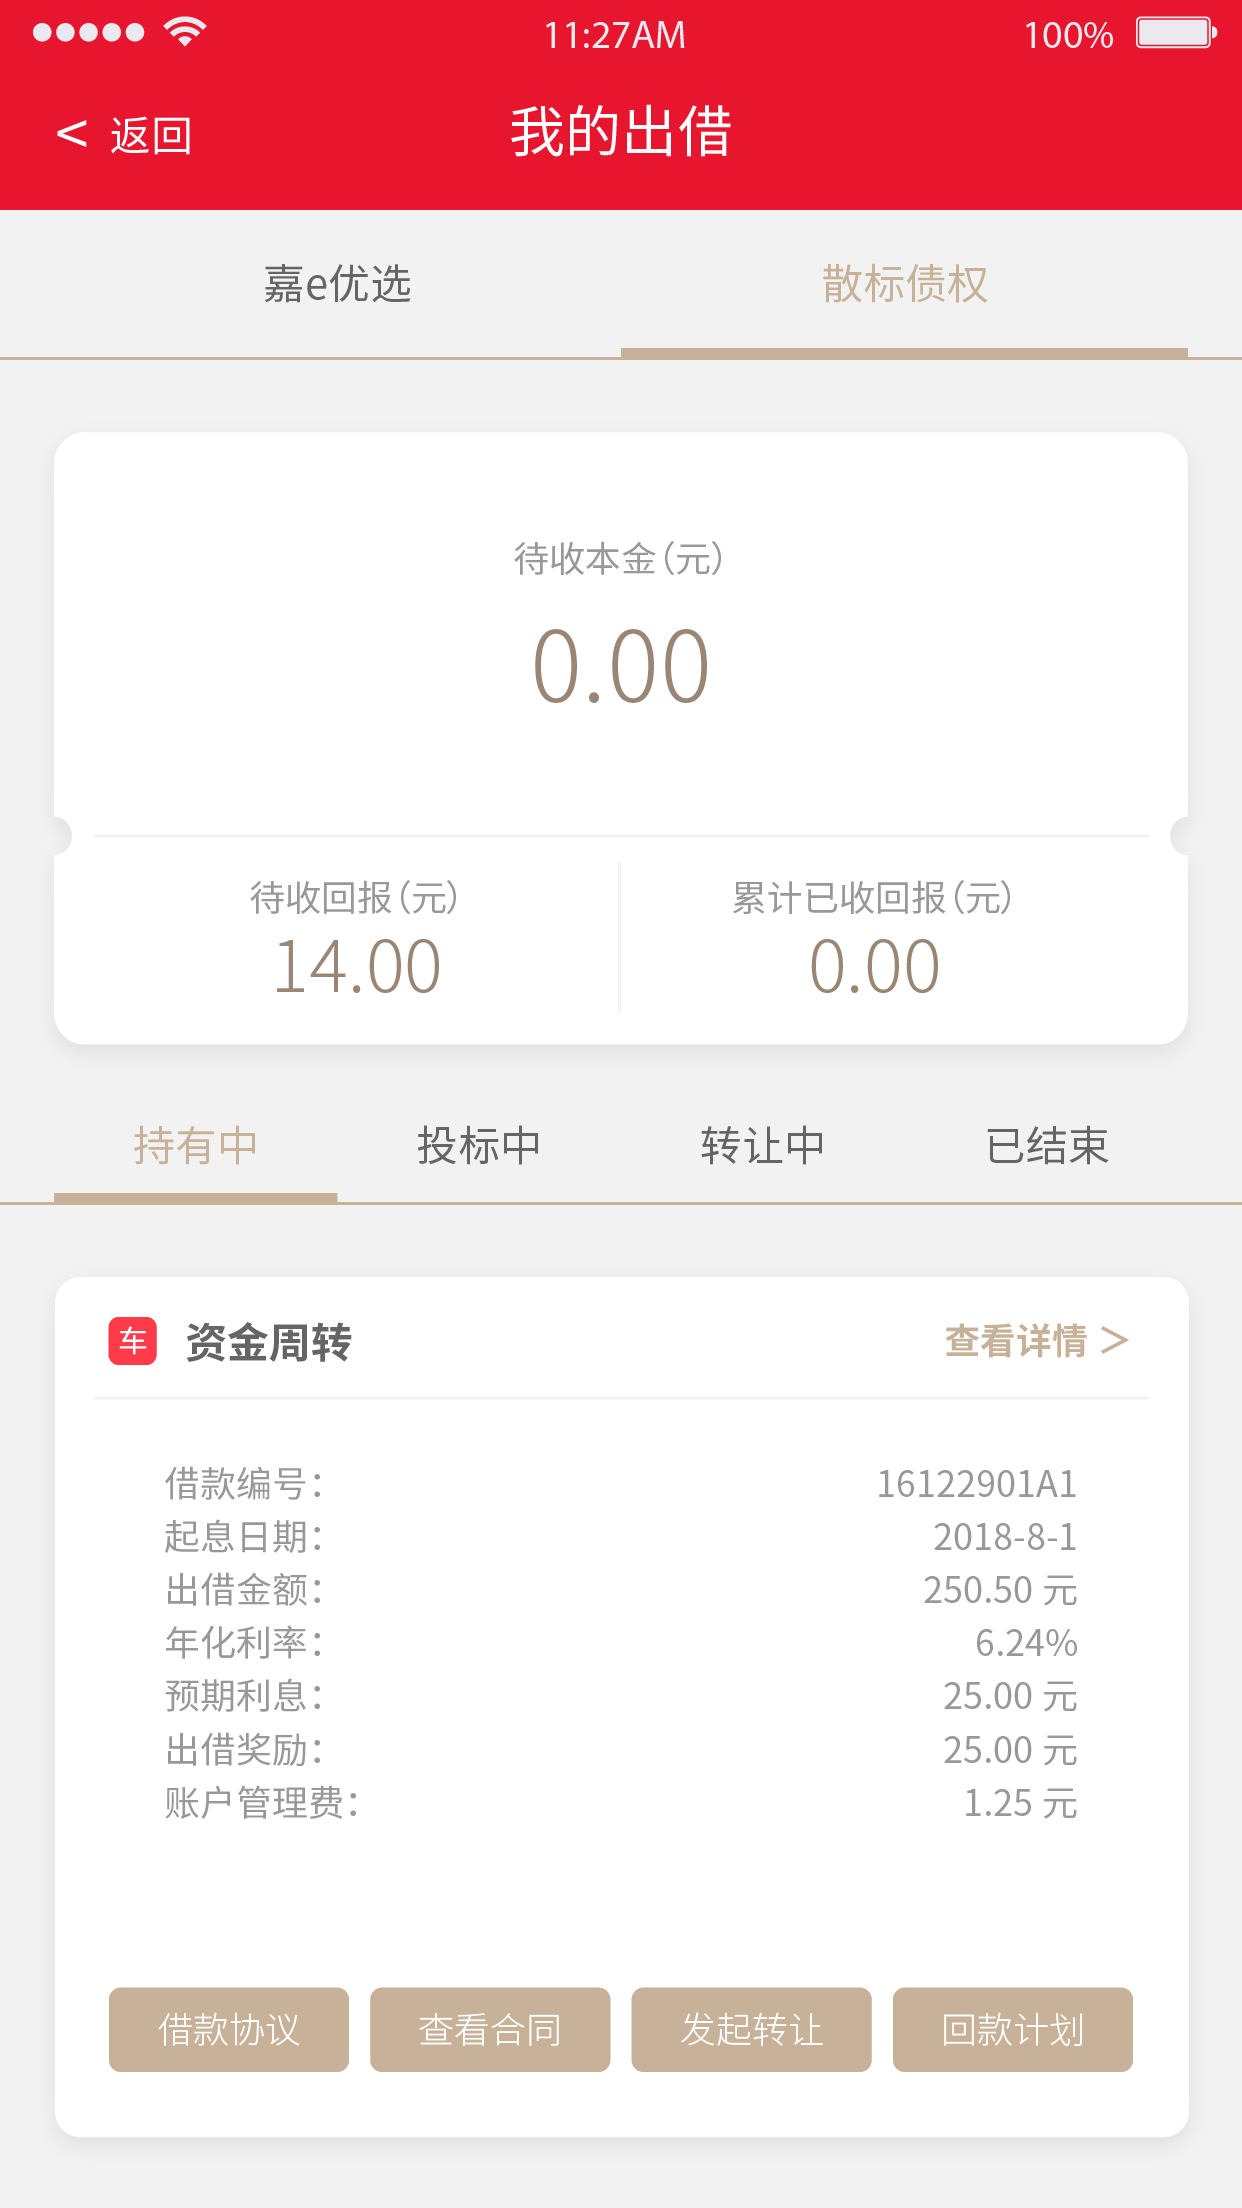 11:27AM 100%
< 返回 我的出借
嘉e优选 散标债权
待收本金（元）
0.00
待收回报（元） 累计已收回报（元）
14.00 0.00
持有中 投标中 转让中 已结束
车 资金周转 查看详情 >
借款编号： 16122901A1
起息日期： 2018-8-1
出借金额： 250.50 元
年化利率： 6.24%
预期利息： 25.00 元
出借奖励： 25.00 元
账户管理费： 1.25 元
借款协议 查看合同 发起转让 回款计划